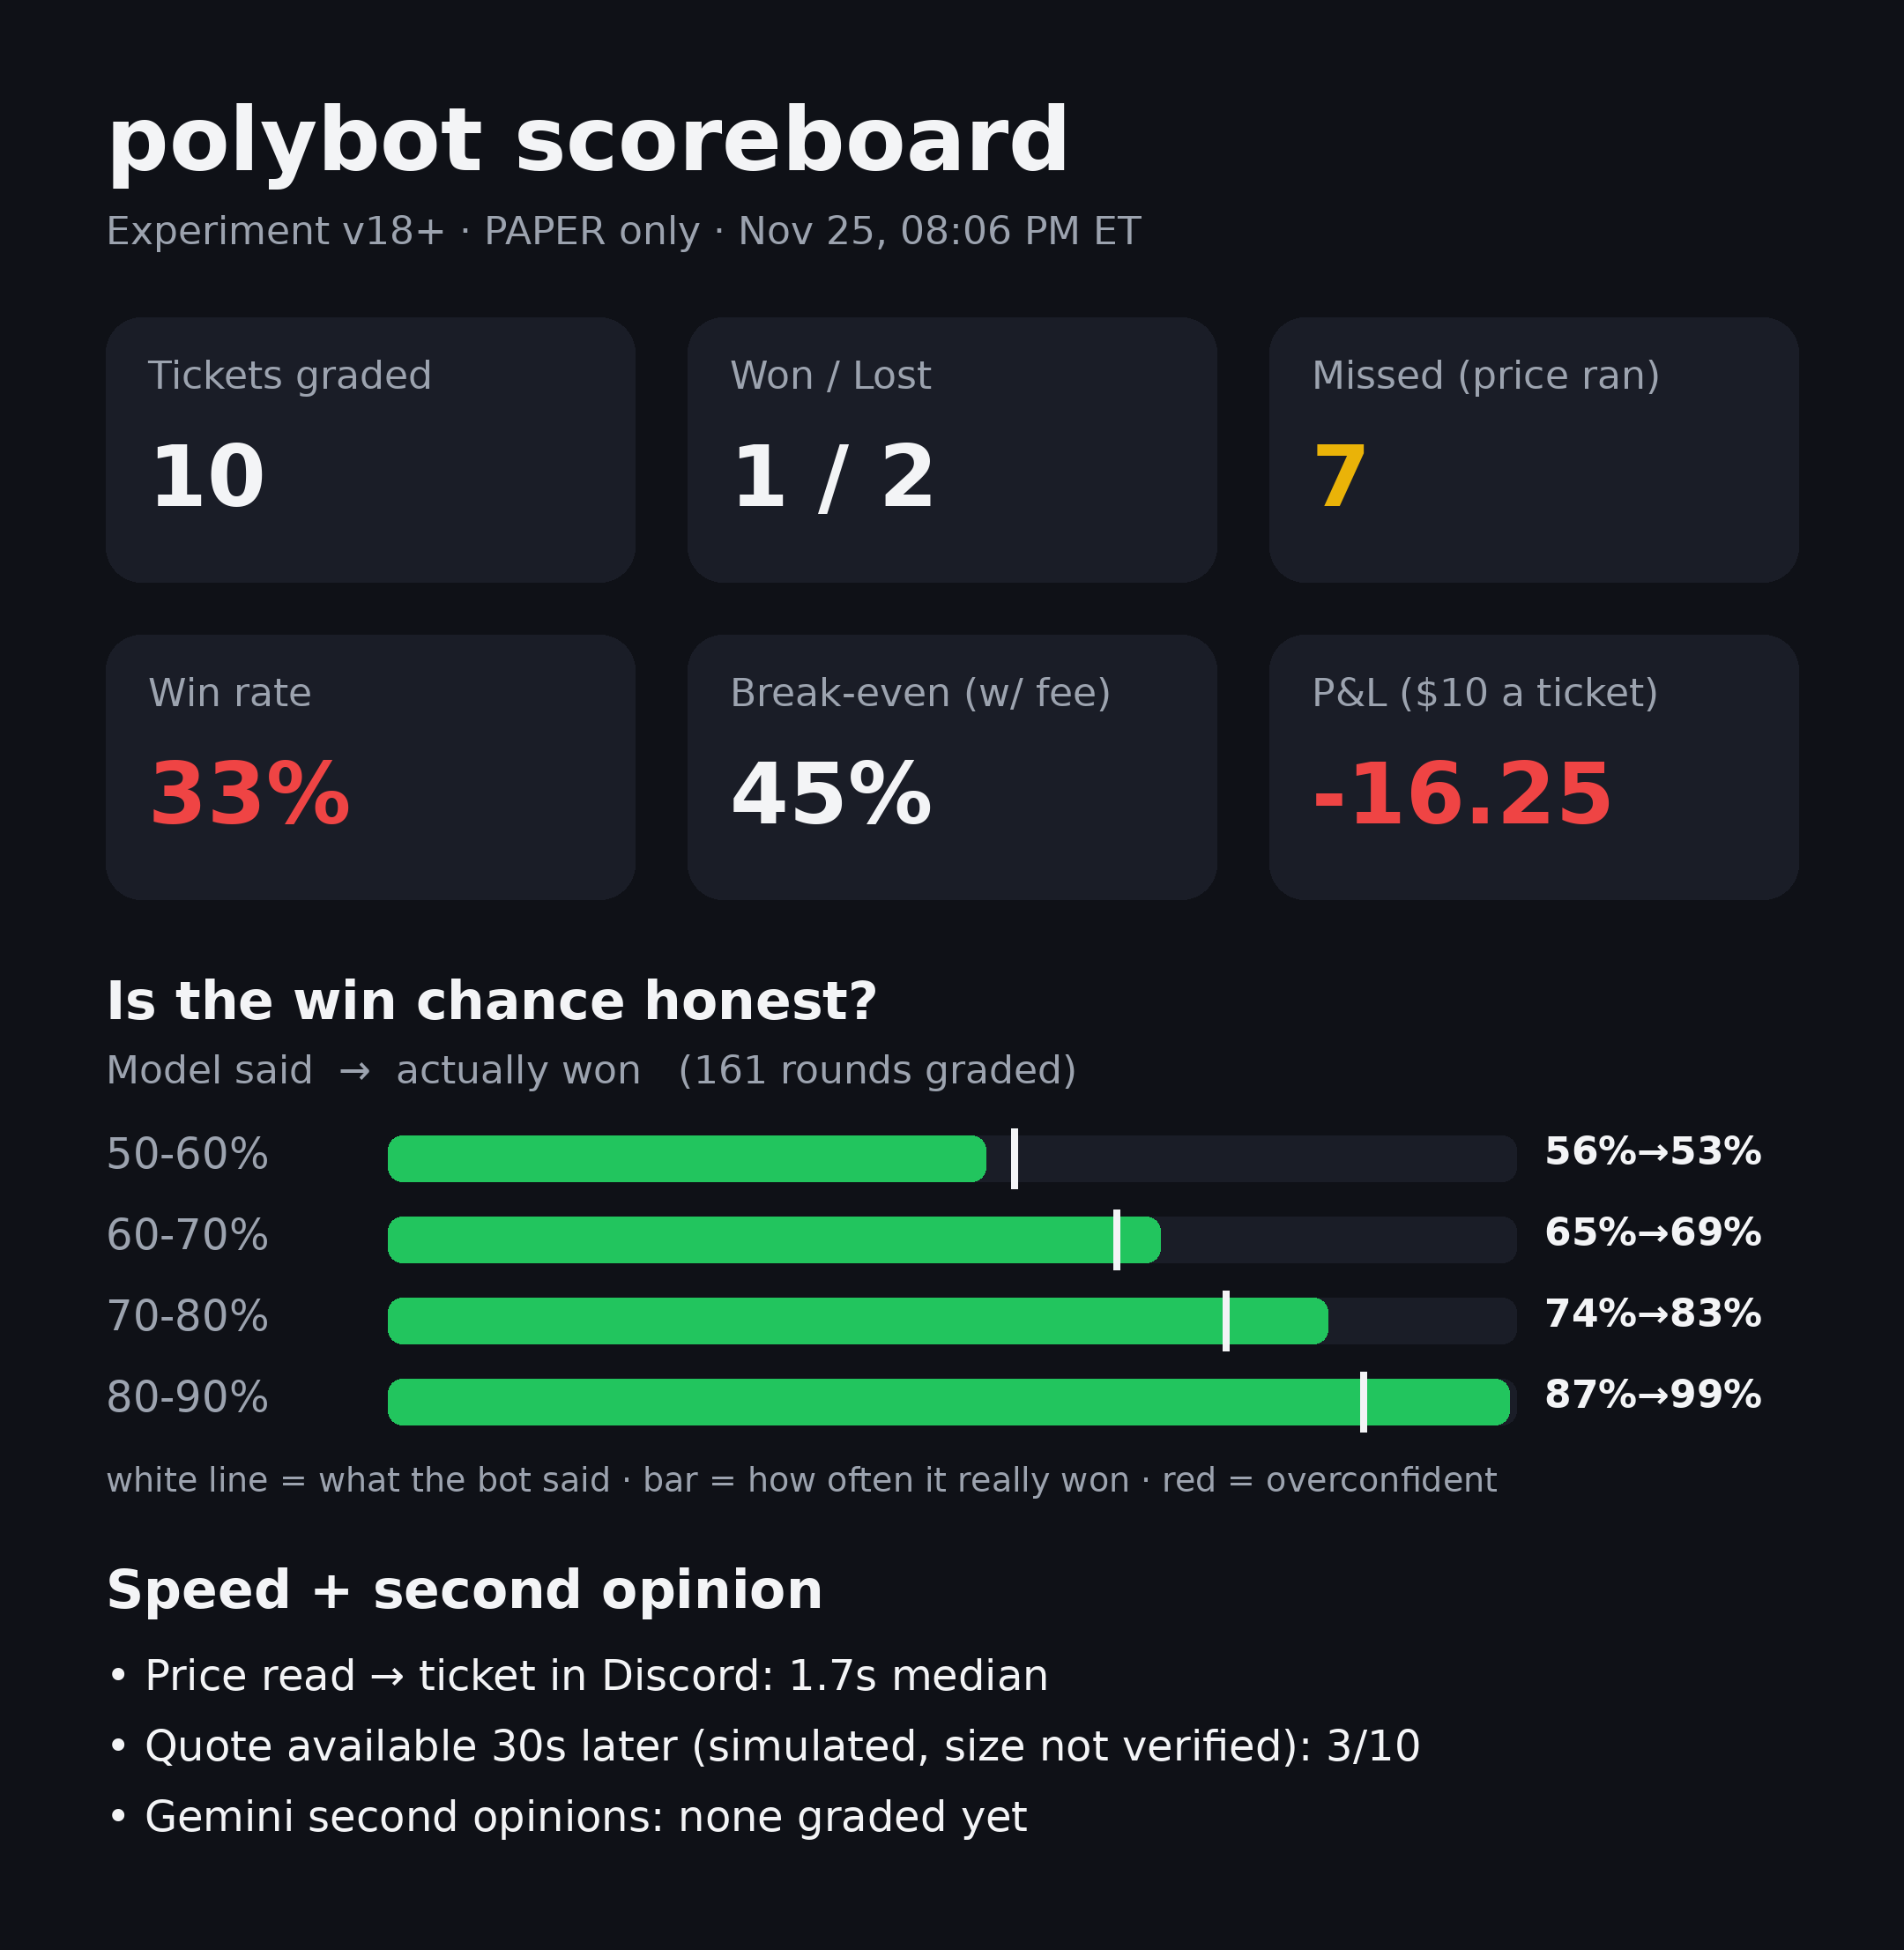 polybot scoreboard
Experiment v18+ · PAPER only · Nov 25, 08:06 PM ET
Tickets graded
10
Won / Lost
1 / 2
Missed (price ran)
7
Win rate
33%
Break-even (w/ fee)
45%
P&L ($10 a ticket)
-16.25
Is the win chance honest?
Model said → actually won (161 rounds graded)
50-60% 56%→53%
60-70% 65%→69%
70-80% 74%→83%
80-90% 87%→99%
white line = what the bot said · bar = how often it really won · red = overconfident
Speed + second opinion
• Price read → ticket in Discord: 1.7s median
• Quote available 30s later (simulated, size not verified): 3/10
• Gemini second opinions: none graded yet